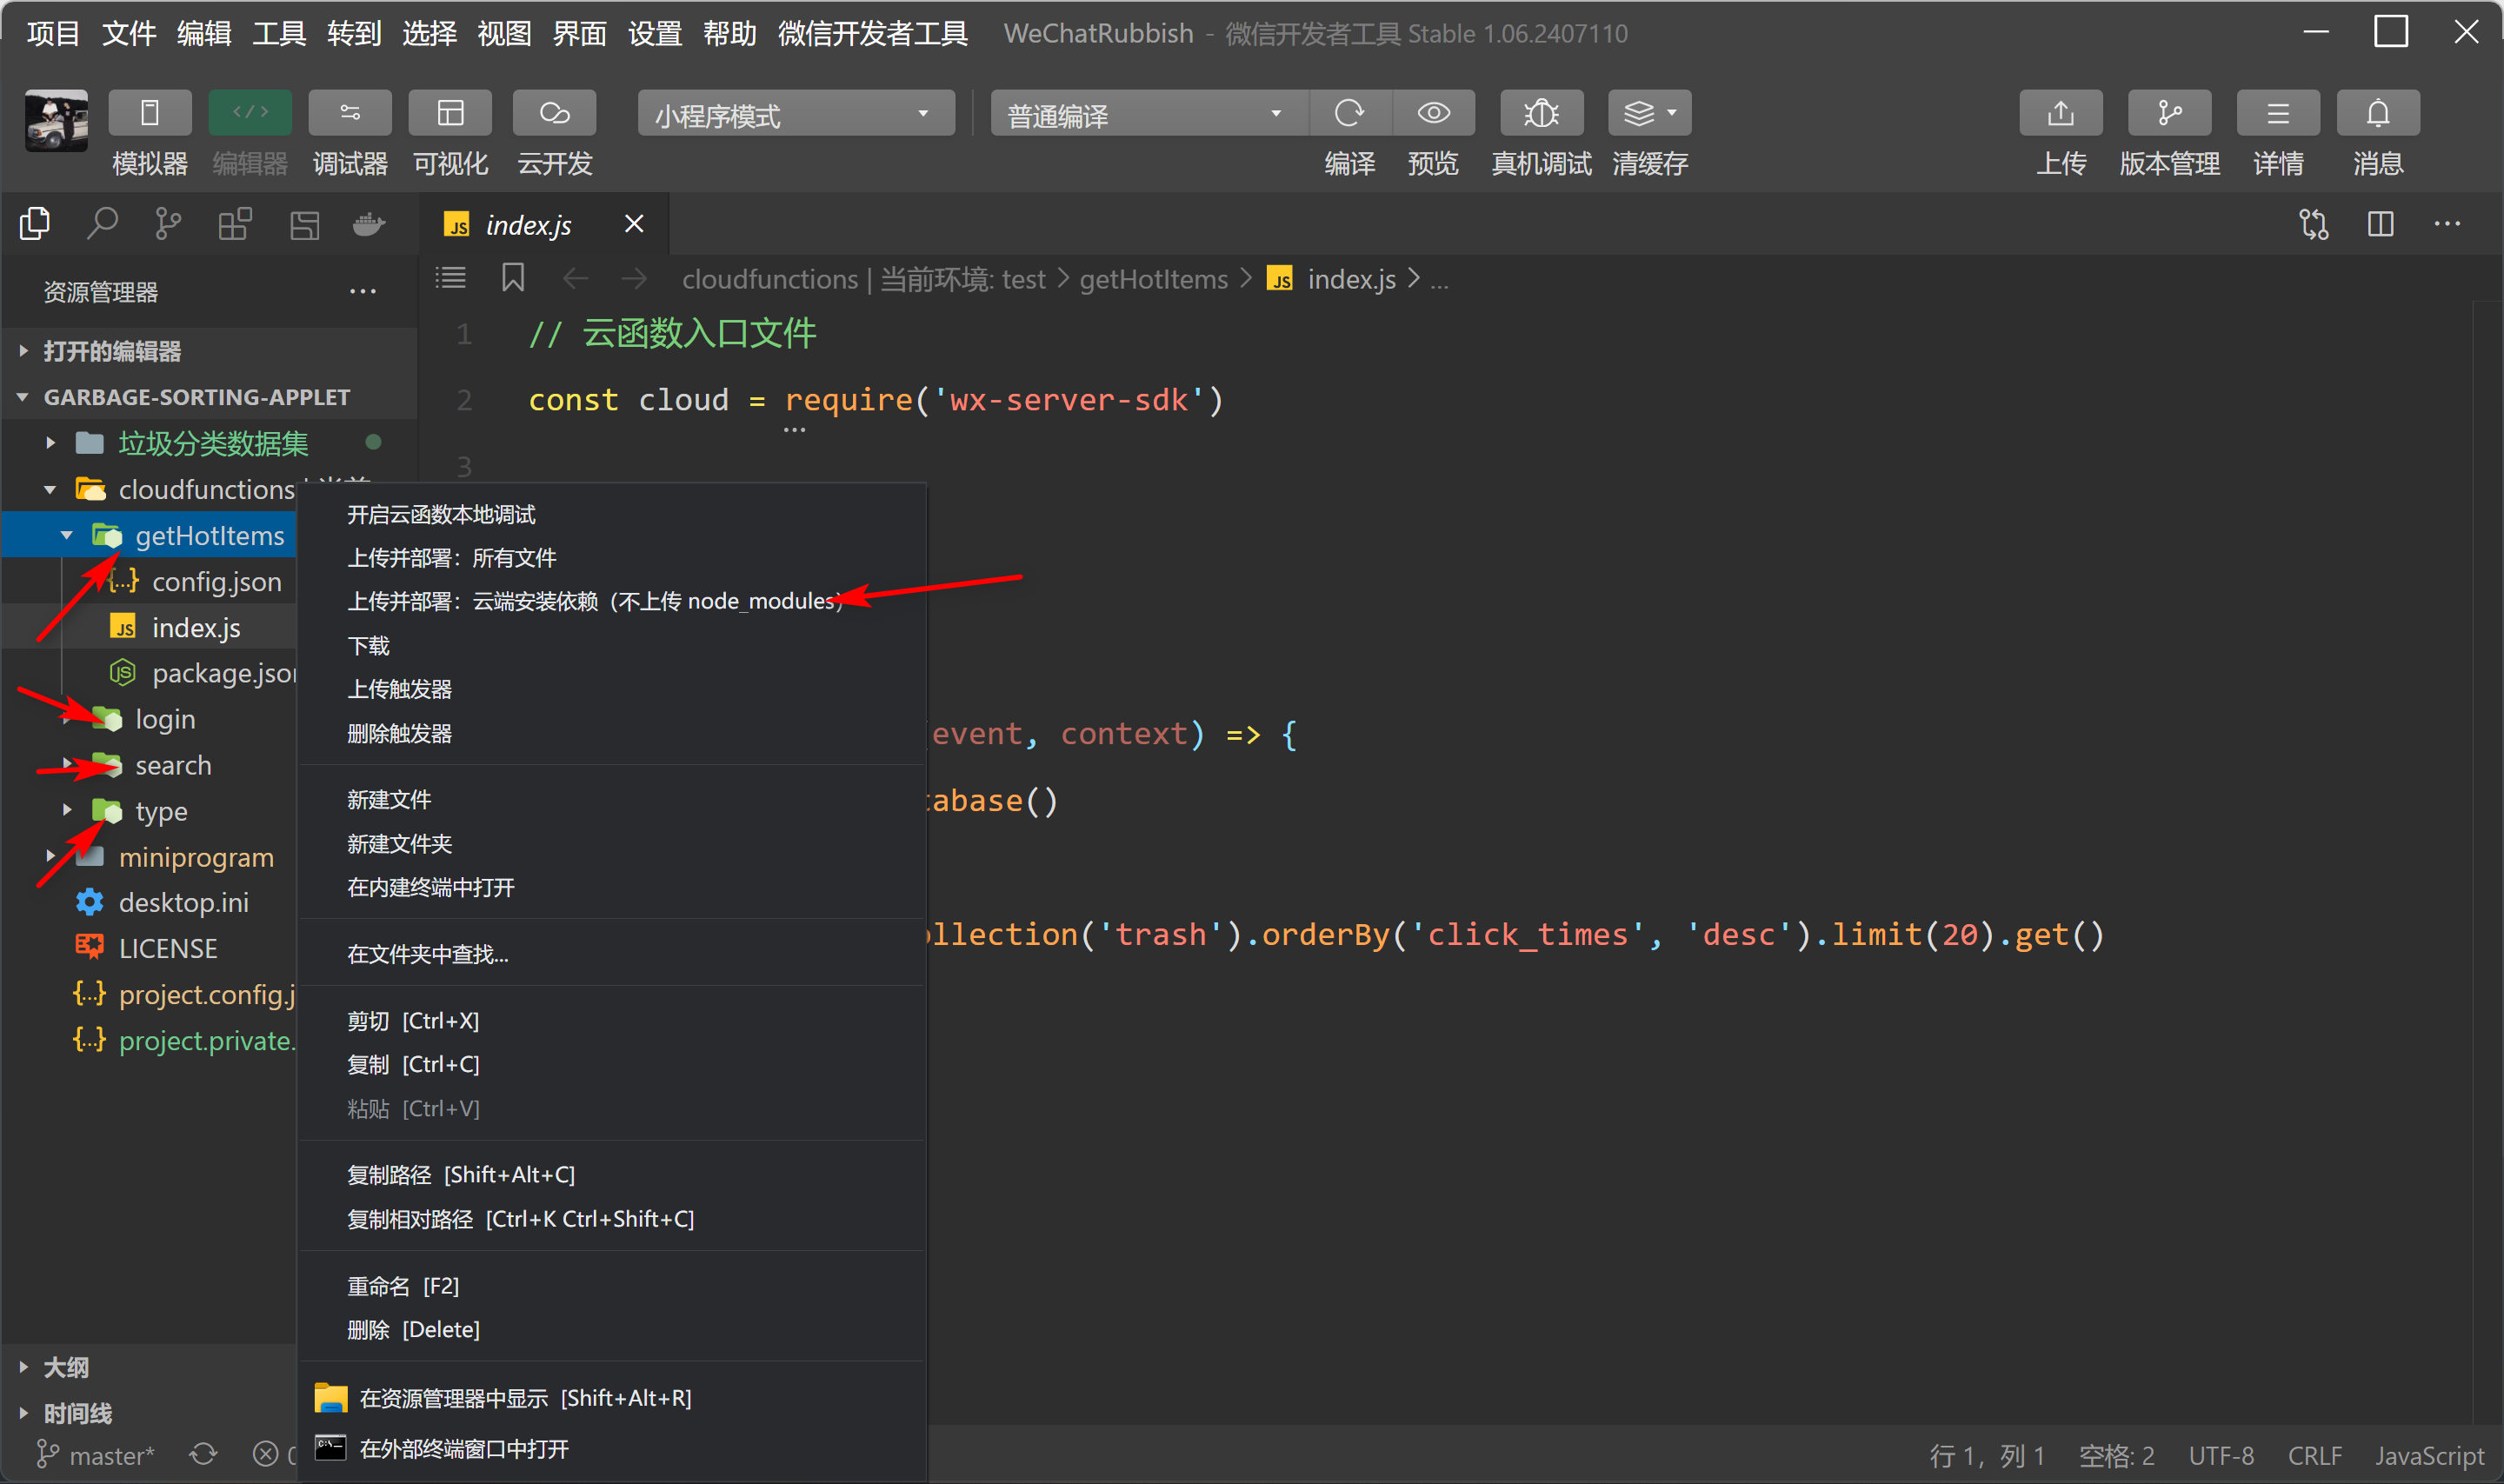 项目 文件 编辑 工具 转到 选择 视图 界面 设置 帮助 微信开发者工具 WeChatRubbish - 微信开发者工具 Stable 1.06.2407110
小程序模式 普通编译
模拟器 编辑器 调试器 可视化 云开发 编译 预览 真机调试 清缓存 上传 版本管理 详情 消息
JS index.js
资源管理器 ...
cloudfunctions | 当前环境: test > getHotItems > JS index.js > ...
打开的编辑器
GARBAGE-SORTING-APPLET
垃圾分类数据集
cloudfunctions
getHotItems
{...} config.json
JS index.js
package.json
login
search
type
miniprogram
desktop.ini
LICENSE
{...} project.config.j
{...} project.private.
大纲
时间线
1 // 云函数入口文件
2 const cloud = require('wx-server-sdk')
3
event, context) => {
tabase()
ollection('trash').orderBy('click_times', 'desc').limit(20).get()
开启云函数本地调试
上传并部署：所有文件
上传并部署：云端安装依赖（不上传 node_modules）
下载
上传触发器
删除触发器
新建文件
新建文件夹
在内建终端中打开
在文件夹中查找...
剪切 [Ctrl+X]
复制 [Ctrl+C]
粘贴 [Ctrl+V]
复制路径 [Shift+Alt+C]
复制相对路径 [Ctrl+K Ctrl+Shift+C]
重命名 [F2]
删除 [Delete]
在资源管理器中显示 [Shift+Alt+R]
在外部终端窗口中打开
master* 行 1，列 1 空格: 2 UTF-8 CRLF JavaScript